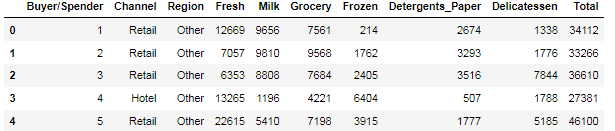 Buyer/Spender Channel Region Fresh Milk Grocery Frozen Detergents_Paper Delicatessen Total
0 1 Retail Other 12669 9656 7561 214 2674 1338 34112
1 2 Retail Other 7057 9810 9568 1762 3293 1776 33266
2 3 Retail Other 6353 8808 7684 2405 3516 7844 36610
3 4 Hotel Other 13265 1196 4221 6404 507 1788 27381
4 5 Retail Other 22615 5410 7198 3915 1777 5185 46100